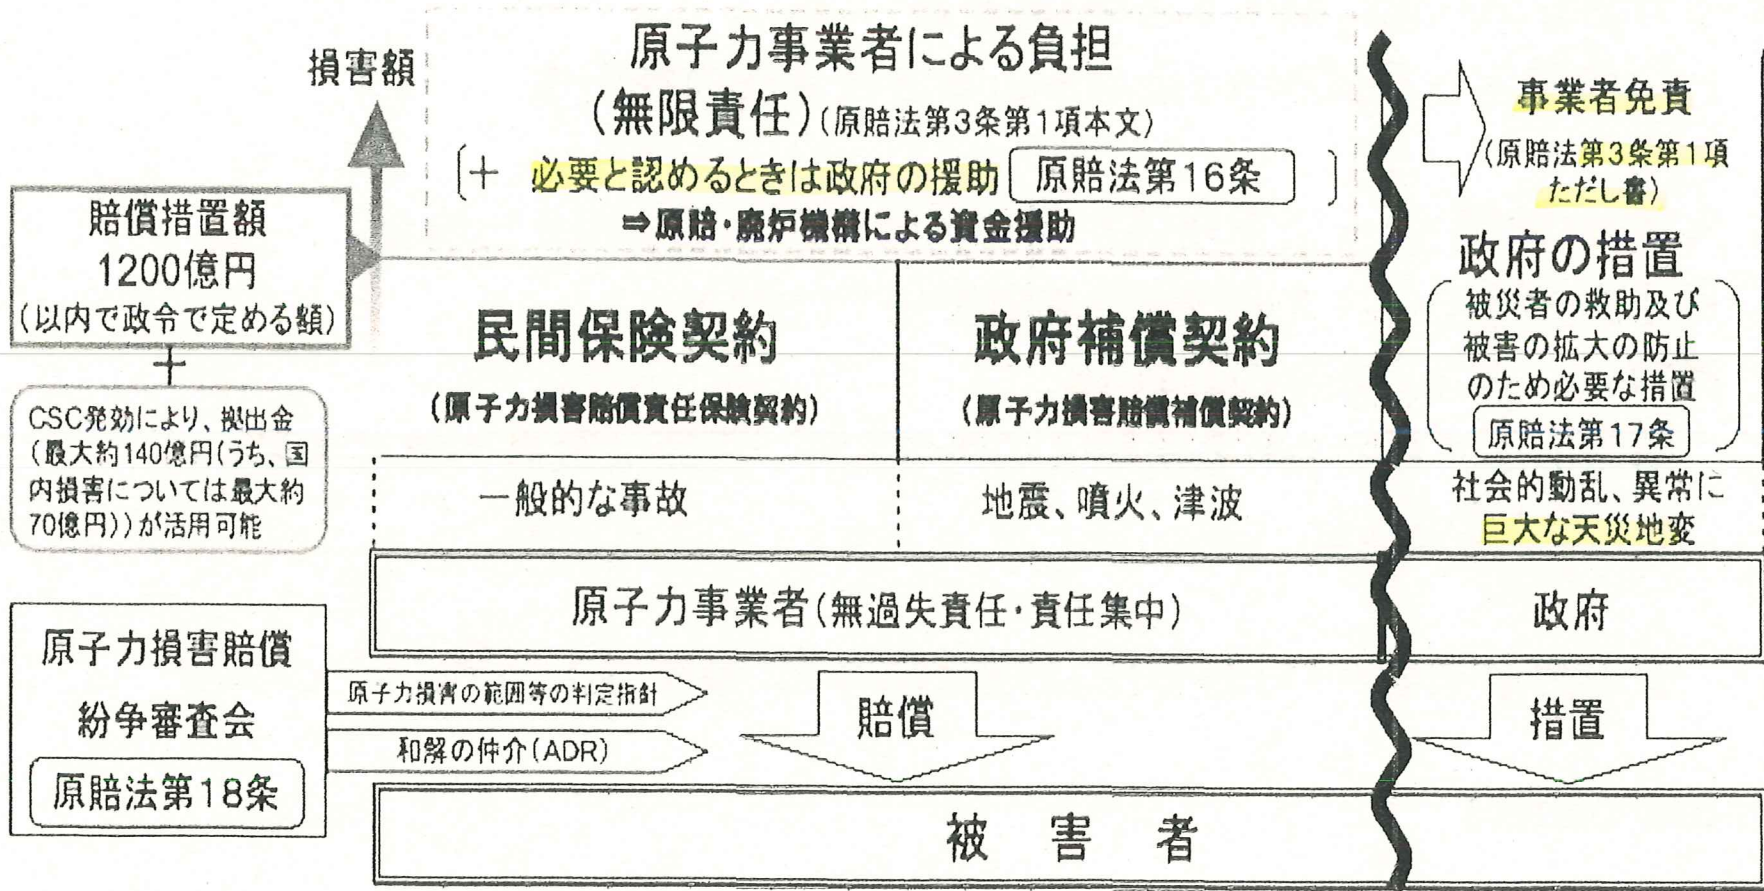 損害額
原子力事業者による負担
(無限責任)(原賠法第3条第1項本文)
+ 必要と認めるときは政府の援助 原賠法第16条
⇒原賠・廃炉機構による資金援助
事業者免責
(原賠法第3条第1項
ただし書)
賠償措置額
1200億円
(以内で政令で定める額)
+
CSC発効により、拠出金
(最大約140億円(うち、国
内損害については最大約
70億円))が活用可能
民間保険契約
(原子力損害賠償責任保険契約)
政府補償契約
(原子力損害賠償補償契約)
政府の措置
被災者の救助及び
被害の拡大の防止
のため必要な措置
原賠法第17条
一般的な事故
地震、噴火、津波
社会的動乱、異常に
巨大な天災地変
原子力事業者(無過失責任・責任集中)
政府
原子力損害賠償
紛争審査会
原賠法第18条
原子力損害の範囲等の判定指針
和解の仲介(ADR)
賠償
措置
被害者